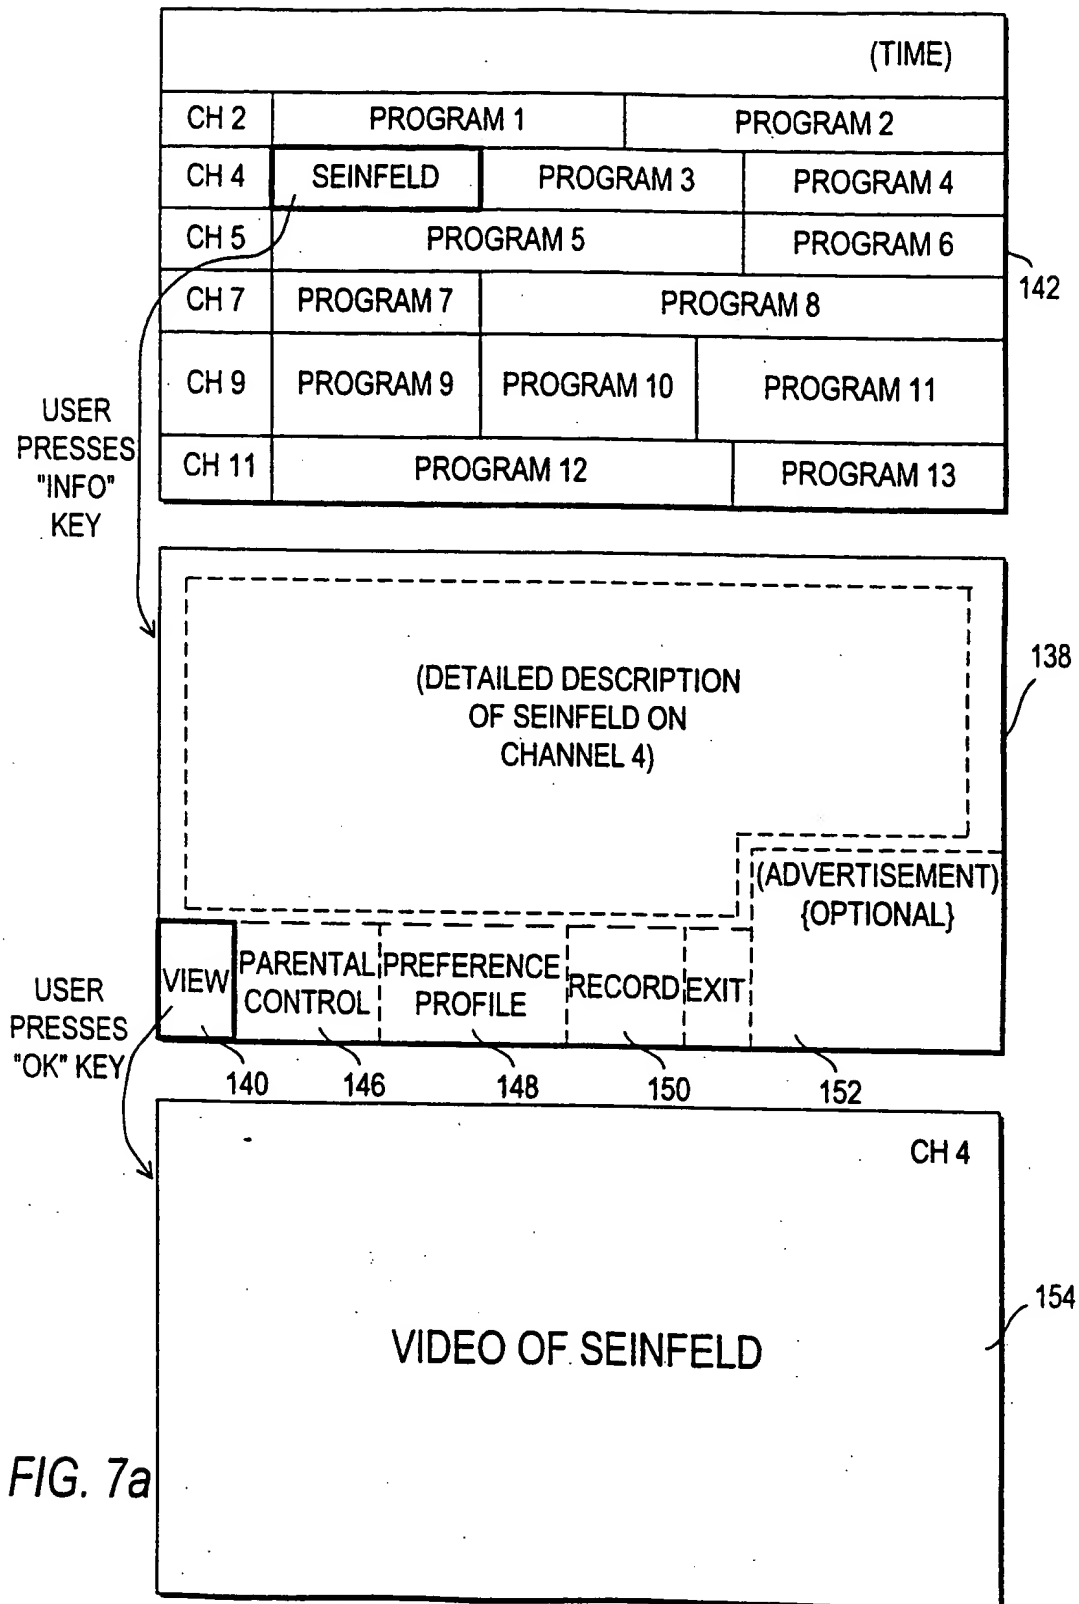 (TIME)
CH 2 PROGRAM 1 PROGRAM 2
CH 4 SEINFELD PROGRAM 3 PROGRAM 4
CH 5 PROGRAM 5 PROGRAM 6
142
CH 7 PROGRAM 7 PROGRAM 8
CH 9 PROGRAM 9 PROGRAM 10 PROGRAM 11
CH 11 PROGRAM 12 PROGRAM 13
USER
PRESSES
"INFO"
KEY
138
(DETAILED DESCRIPTION
OF SEINFELD ON
CHANNEL 4)
(ADVERTISEMENT)
{OPTIONAL}
VIEW
PARENTAL
CONTROL
PREFERENCE
PROFILE
RECORD
EXIT
USER
PRESSES
"OK" KEY
140 146 148 150 152
CH 4
154
VIDEO OF SEINFELD
FIG. 7a